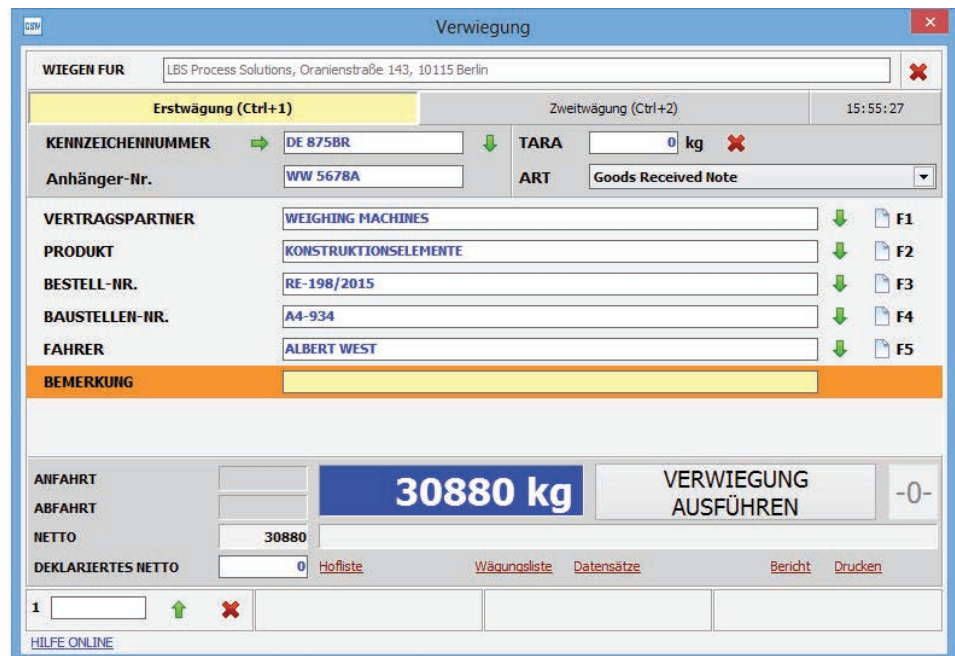 GSW
Verwiegung
WIEGEN FUR LBS Process Solutions, Oranienstraße 143, 10115 Berlin
Erstwägung (Ctrl+1) Zweitwägung (Ctrl+2) 15:55:27
KENNZEICHENNUMMER DE 875BR TARA 0 kg
Anhänger-Nr. WW 5678A ART Goods Received Note
VERTRAGSPARTNER WEIGHING MACHINES F1
PRODUKT KONSTRUKTIONSELEMENTE F2
BESTELL-NR. RE-198/2015 F3
BAUSTELLEN-NR. A4-934 F4
FAHRER ALBERT WEST F5
BEMERKUNG
ANFAHRT
ABFAHRT
30880 kg
VERWIEGUNG
AUSFÜHREN
-0-
NETTO 30880
DEKLARIERTES NETTO 0 Hofliste Wägungsliste Datensätze Bericht Drucken
1
HILFE ONLINE